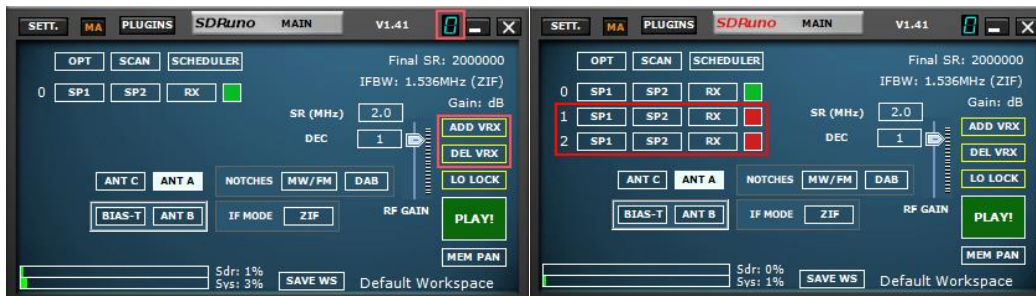 SETT. MA PLUGINS SDRuno MAIN V1.41 0
OPT SCAN SCHEDULER Final SR: 2000000
IFBW: 1.536MHz (ZIF)
0 SP1 SP2 RX Gain: dB
SR (MHz) 2.0 ADD VRX
DEC 1 DEL VRX
ANT C ANT A NOTCHES MW/FM DAB LO LOCK
BIAS-T ANT B IF MODE ZIF RF GAIN PLAY!
MEM PAN
Sdr: 1%
Sys: 3% SAVE WS Default Workspace
SETT. MA PLUGINS SDRuno MAIN V1.41 0
OPT SCAN SCHEDULER Final SR: 2000000
IFBW: 1.536MHz (ZIF)
0 SP1 SP2 RX Gain: dB
1 SP1 SP2 RX SR (MHz) 2.0 ADD VRX
2 SP1 SP2 RX DEC 1 DEL VRX
ANT C ANT A NOTCHES MW/FM DAB LO LOCK
BIAS-T ANT B IF MODE ZIF RF GAIN PLAY!
MEM PAN
Sdr: 0%
Sys: 1% SAVE WS Default Workspace